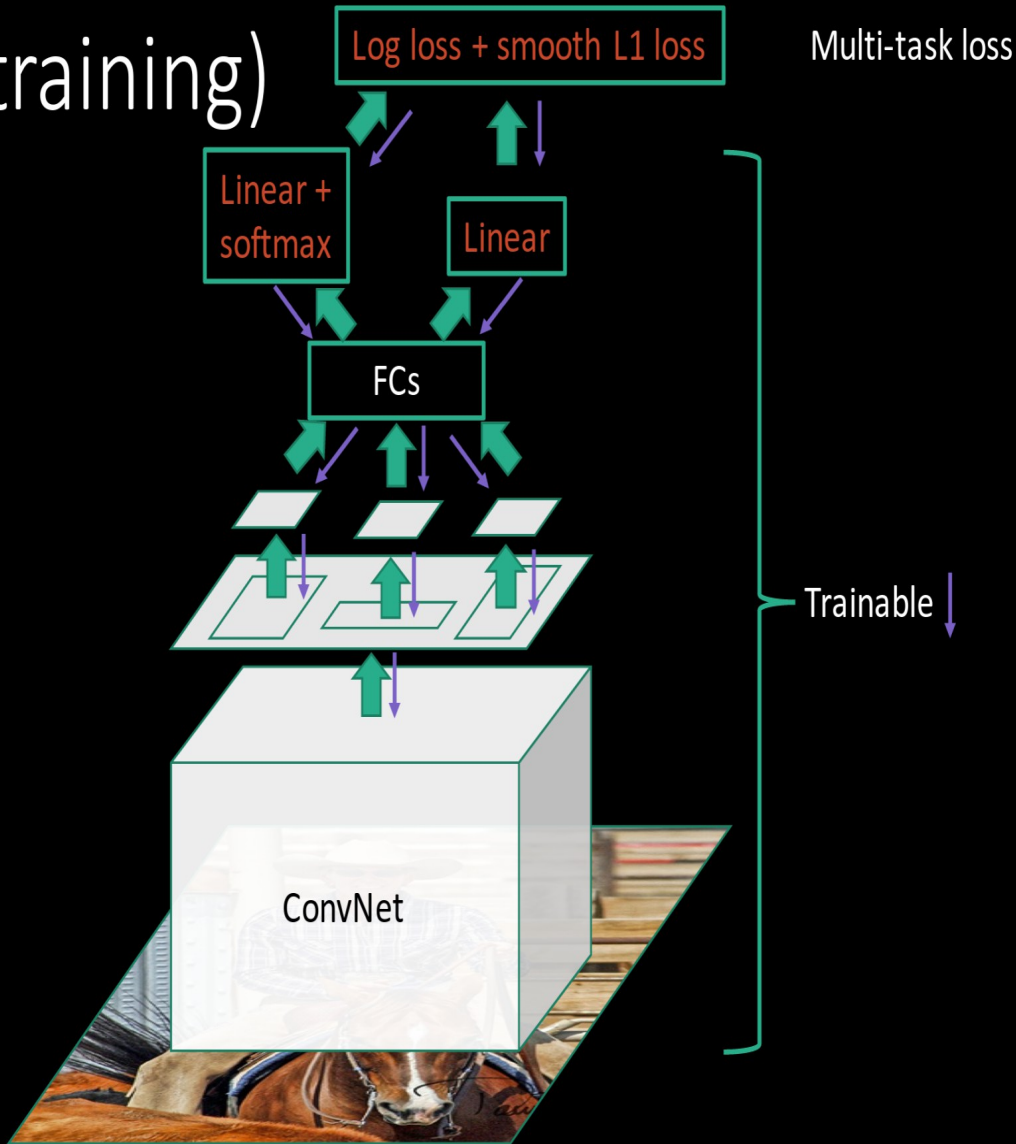 training)
Log loss + smooth L1 loss
Multi-task loss
Linear +
softmax
Linear
FCs
Trainable
ConvNet